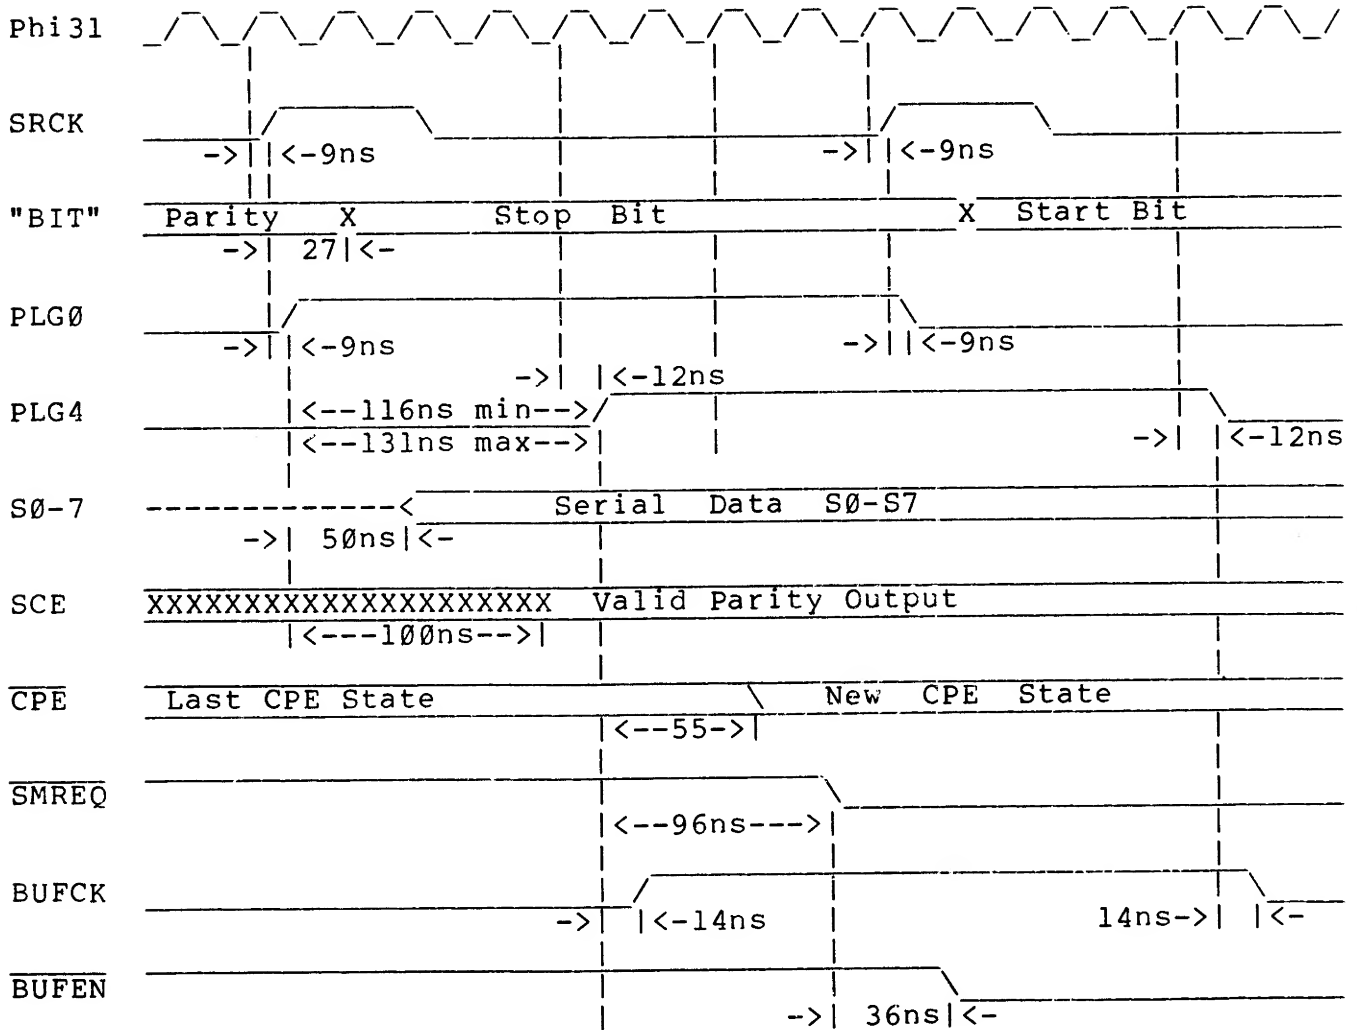 Phi31
SRCK
->| |<-9ns ->| |<-9ns
"BIT" Parity X Stop Bit X Start Bit
->| 27|<-
PLGØ
->| |<-9ns ->| |<-9ns
->| |<-12ns
PLG4 |<--116ns min-->
|<--131ns max--> ->| |<-12ns
SØ-7 -------------< Serial Data SØ-S7
->| 5Øns|<-
SCE XXXXXXXXXXXXXXXXXXXXX Valid Parity Output
|<---1ØØns-->|
CPE Last CPE State New CPE State
|<--55->|
SMREQ
|<--96ns--->
BUFCK
->| |<-14ns 14ns->| |<-
BUFEN
->| 36ns|<-